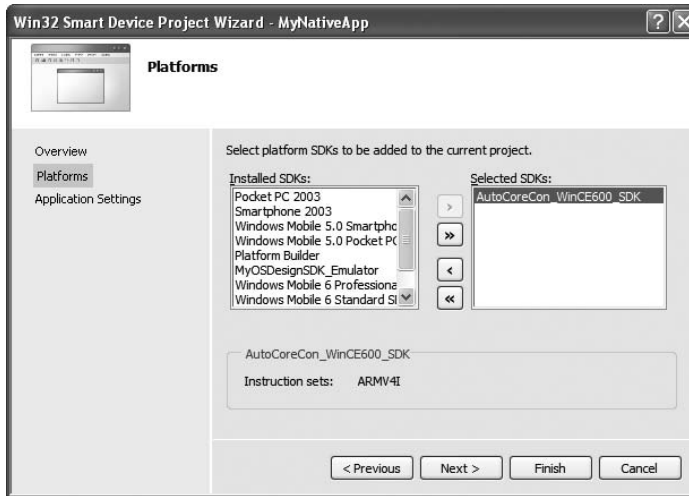 Win32 Smart Device Project Wizard - MyNativeApp
Platforms
Overview
Platforms
Application Settings
Select platform SDKs to be added to the current project.
Installed SDKs:
Pocket PC 2003
Smartphone 2003
Windows Mobile 5.0 Smartpho
Windows Mobile 5.0 Pocket P(
Platform Builder
MyOSDesignSDK_Emulator
Windows Mobile 6 Professiona
Windows Mobile 6 Standard S
>
»
<
«
Selected SDKs:
AutoCoreCon_WinCE600_SDK
AutoCoreCon_WinCE600_SDK
Instruction sets: ARMV4I
< Previous
Next >
Finish
Cancel